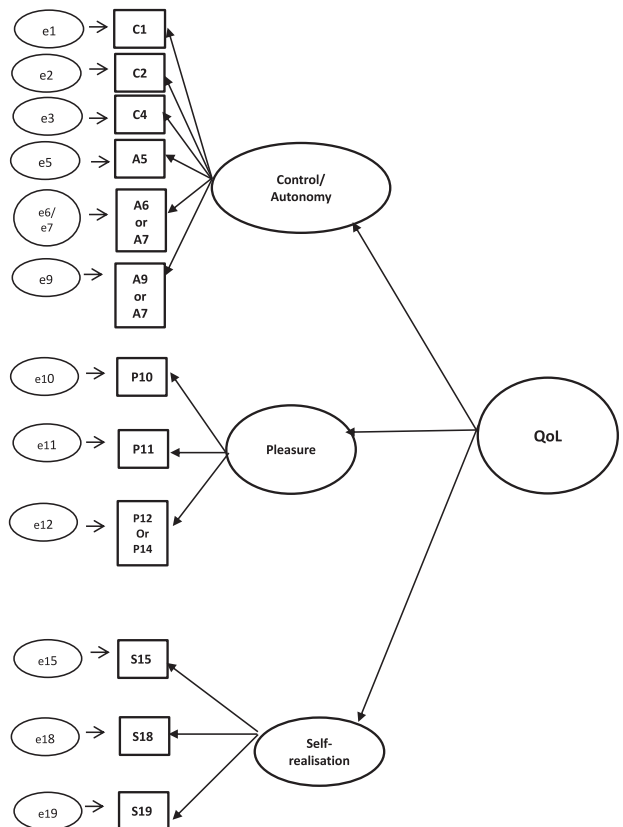 e1
C1
e2
C2
e3
C4
e5
A5
e6/
e7
A6
or
A7
e9
A9
or
A7
Control/
Autonomy
e10
P10
e11
P11
e12
P12
Or
P14
Pleasure
QoL
e15
S15
e18
S18
e19
S19
Self-
realisation